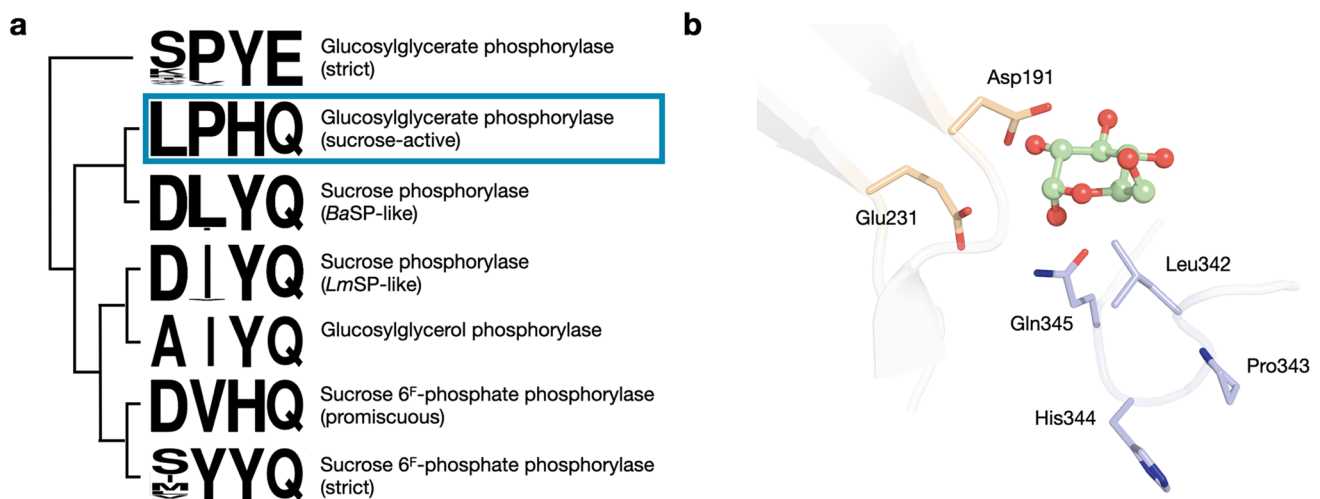 a
SPYE
Glucosylglycerate phosphorylase
(strict)
LPHQ
Glucosylglycerate phosphorylase
(sucrose-active)
DLYQ
Sucrose phosphorylase
(BaSP-like)
DIYQ
Sucrose phosphorylase
(LmSP-like)
AIYQ
Glucosylglycerol phosphorylase
DVHQ
Sucrose 6ᶠ-phosphate phosphorylase
(promiscuous)
SYYQ
Sucrose 6ᶠ-phosphate phosphorylase
(strict)
b
Asp191
Glu231
Leu342
Gln345
Pro343
His344